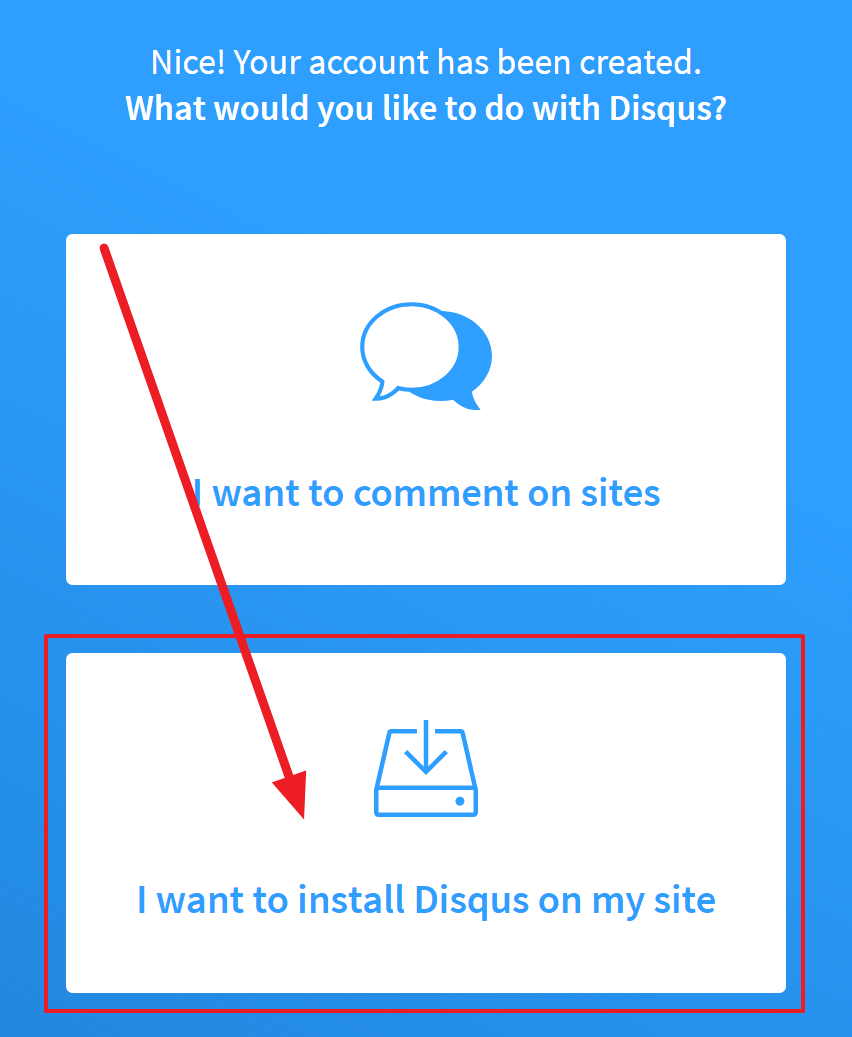 Nice! Your account has been created.
What would you like to do with Disqus?
I want to comment on sites
I want to install Disqus on my site